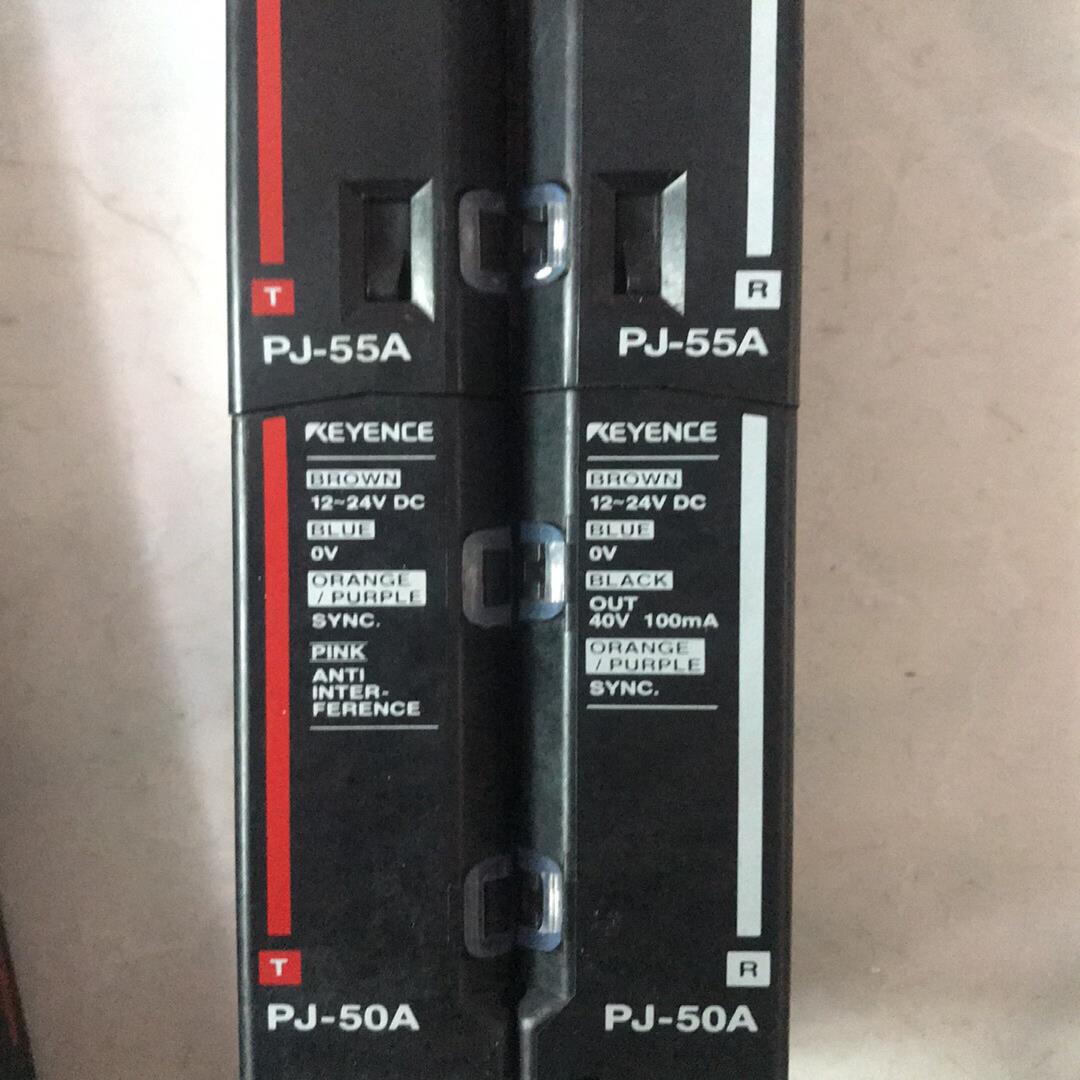 T
PJ-55A
R
PJ-55A
KEYENCE
BROWN
12~24V DC
BLUE
0V
ORANGE
/ PURPLE
SYNC.
PINK
ANTI
INTER-
FERENCE
T
PJ-50A
KEYENCE
BROWN
12~24V DC
BLUE
0V
BLACK
OUT
40V 100mA
ORANGE
/ PURPLE
SYNC.
R
PJ-50A